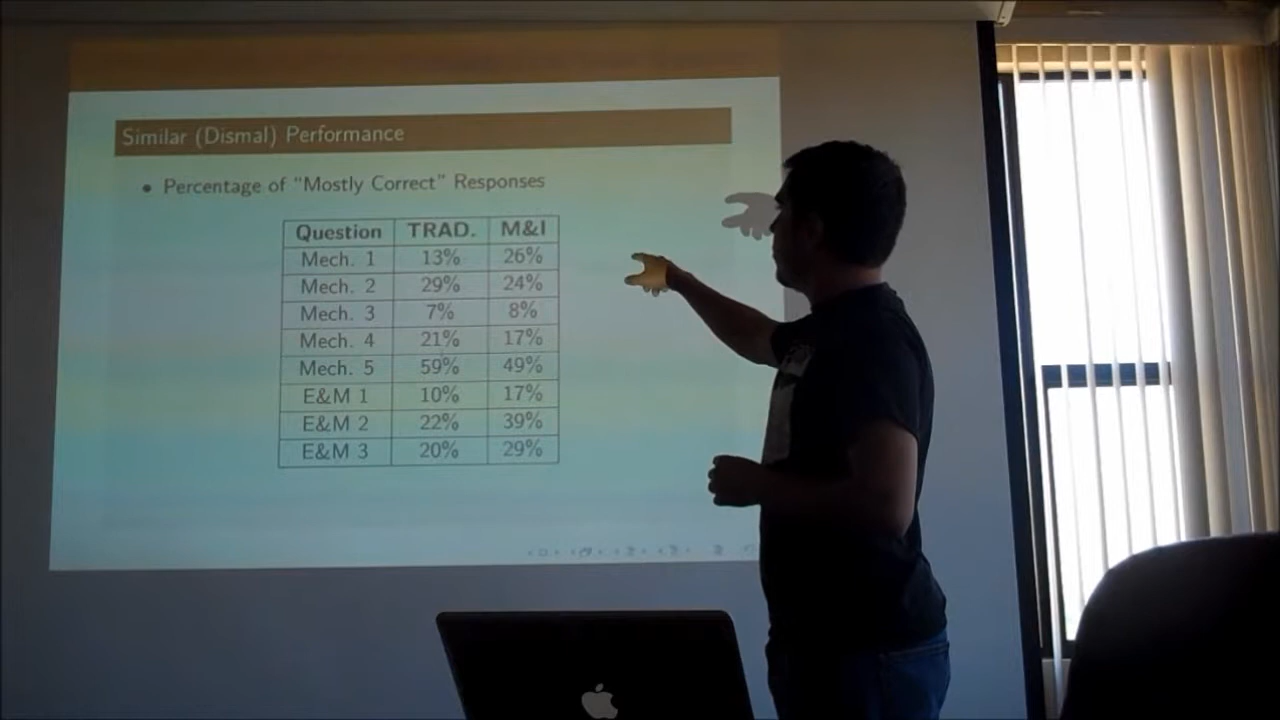 Similar (Dismal) Performance
• Percentage of “Mostly Correct” Responses
Question TRAD. M&I
Mech. 1 13% 26%
Mech. 2 29% 24%
Mech. 3 7% 8%
Mech. 4 21% 17%
Mech. 5 59% 49%
E&M 1 10% 17%
E&M 2 22% 39%
E&M 3 20% 29%